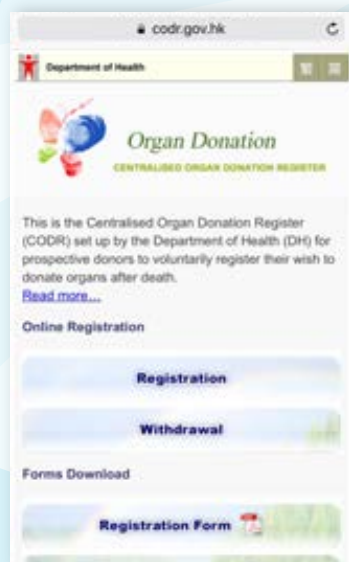 codr.gov.hk
Department of Health
Organ Donation
CENTRALISED ORGAN DONATION REGISTER
This is the Centralised Organ Donation Register
(CODR) set up by the Department of Health (DH) for
prospective donors to voluntarily register their wish to
donate organs after death.
Read more...
Online Registration
Registration
Withdrawal
Forms Download
Registration Form